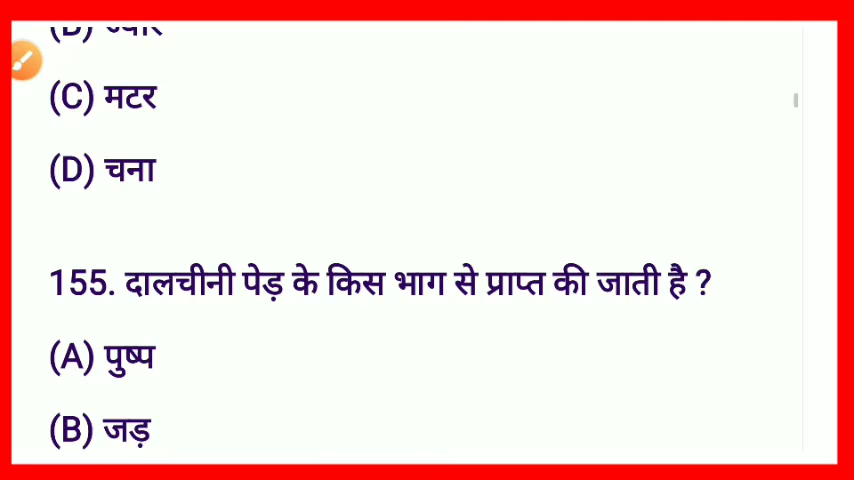 (C) मटर
(D) चना
155. दालचीनी पेड़ के किस भाग से प्राप्त की जाती है ?
(A) पुष्प
(B) जड़